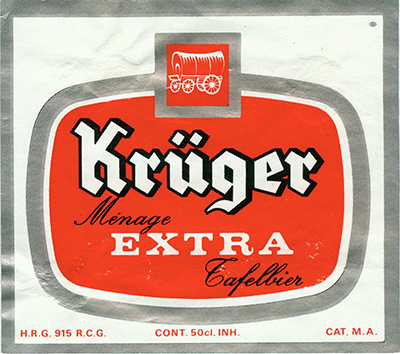 Krüger
Ménage
EXTRA
Tafelbier
H.R.G. 915 R.C.G. CONT. 50cl. INH. CAT. M.A.